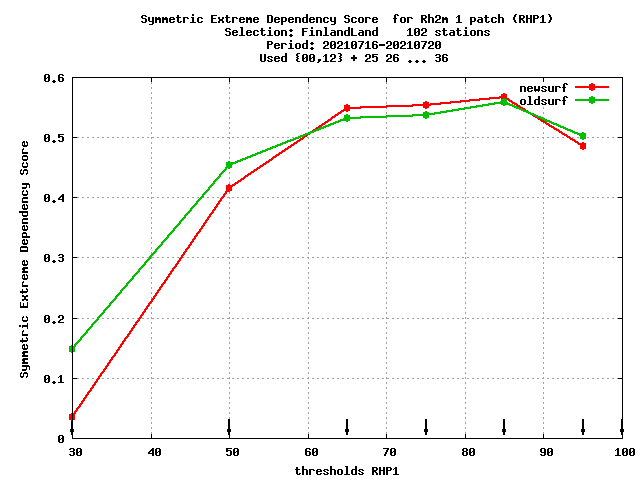 Symmetric Extreme Dependency Score  for Rh2m 1 patch (RHP1)
Selection: FinlandLand    102 stations
Period: 20210716-20210720
Used {00,12} + 25 26 ... 36
newsurf
oldsurf
Symmetric Extreme Dependency Score
0.6
0.5
0.4
0.3
0.2
0.1
0
30 40 50 60 70 80 90 100
thresholds RHP1